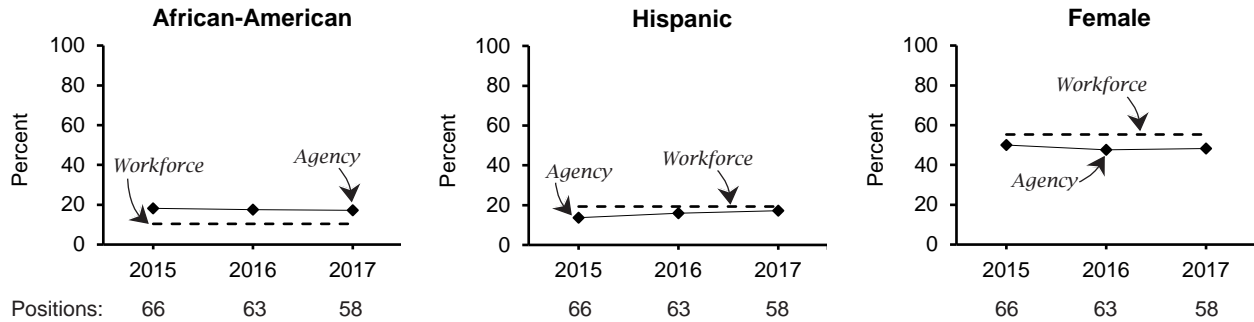 African-American
Hispanic
Female
Percent
100
80
60
40
20
0
Workforce
Agency
2015 2016 2017
Positions: 66 63 58
Percent
100
80
60
40
20
0
Agency
Workforce
2015 2016 2017
66 63 58
Percent
100
80
60
40
20
0
Workforce
Agency
2015 2016 2017
66 63 58